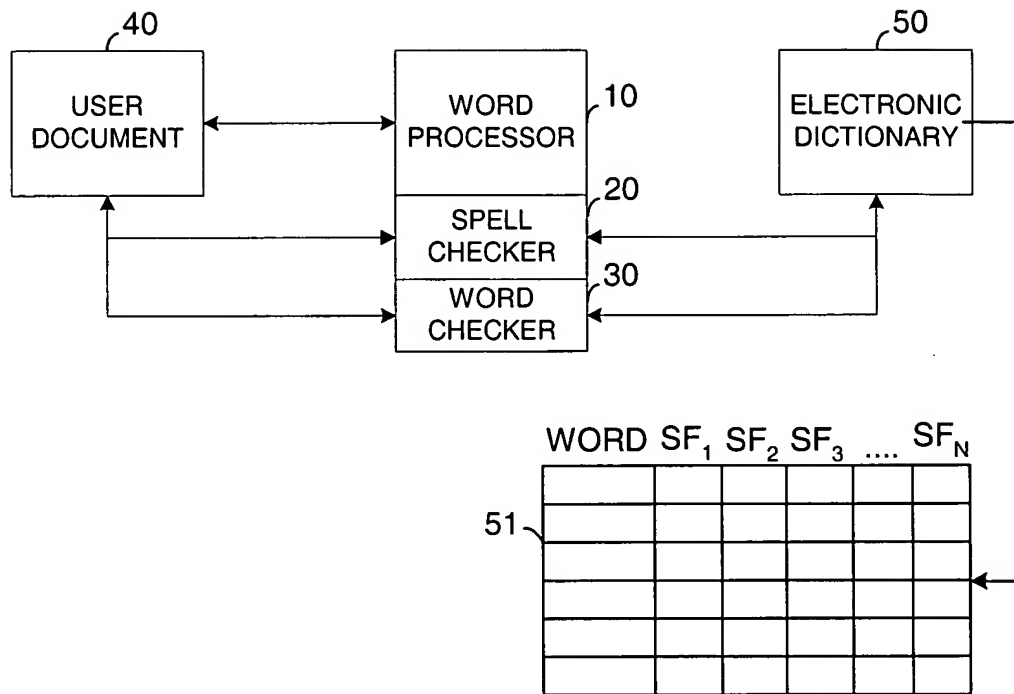 40
50
USER
DOCUMENT
WORD
PROCESSOR
10
ELECTRONIC
DICTIONARY
20
SPELL
CHECKER
30
WORD
CHECKER
WORD SF₁ SF₂ SF₃ .... SF_N
51